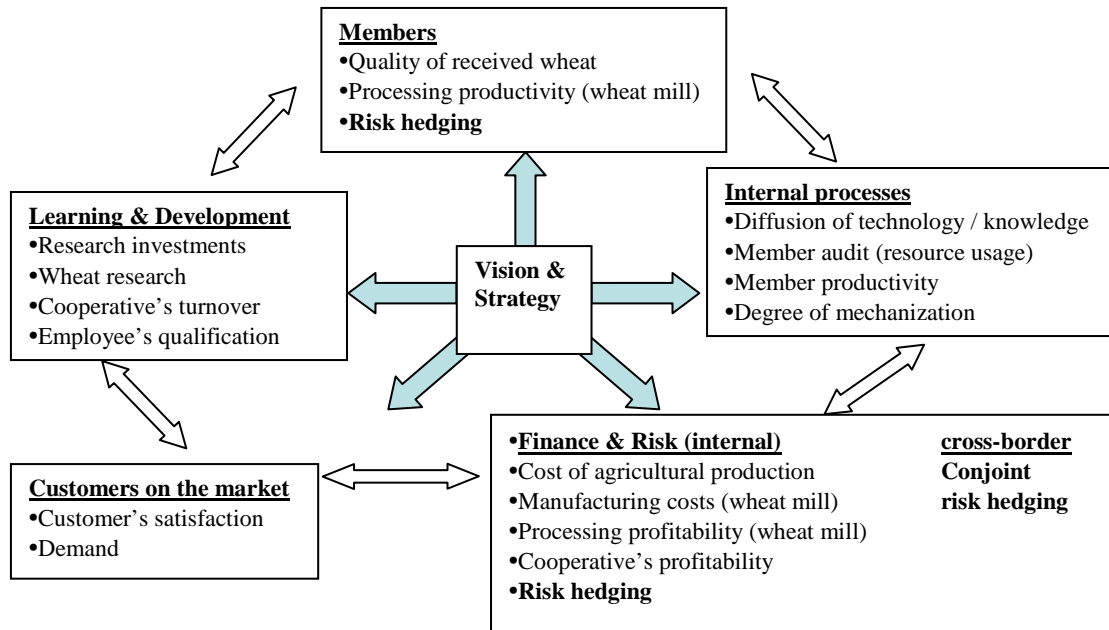 Members
•Quality of received wheat
•Processing productivity (wheat mill)
•Risk hedging
Learning & Development
•Research investments
•Wheat research
•Cooperative's turnover
•Employee's qualification
Vision &
Strategy
Internal processes
•Diffusion of technology / knowledge
•Member audit (resource usage)
•Member productivity
•Degree of mechanization
Customers on the market
•Customer's satisfaction
•Demand
•Finance & Risk (internal)
•Cost of agricultural production
•Manufacturing costs (wheat mill)
•Processing profitability (wheat mill)
•Cooperative's profitability
•Risk hedging
cross-border
Conjoint
risk hedging